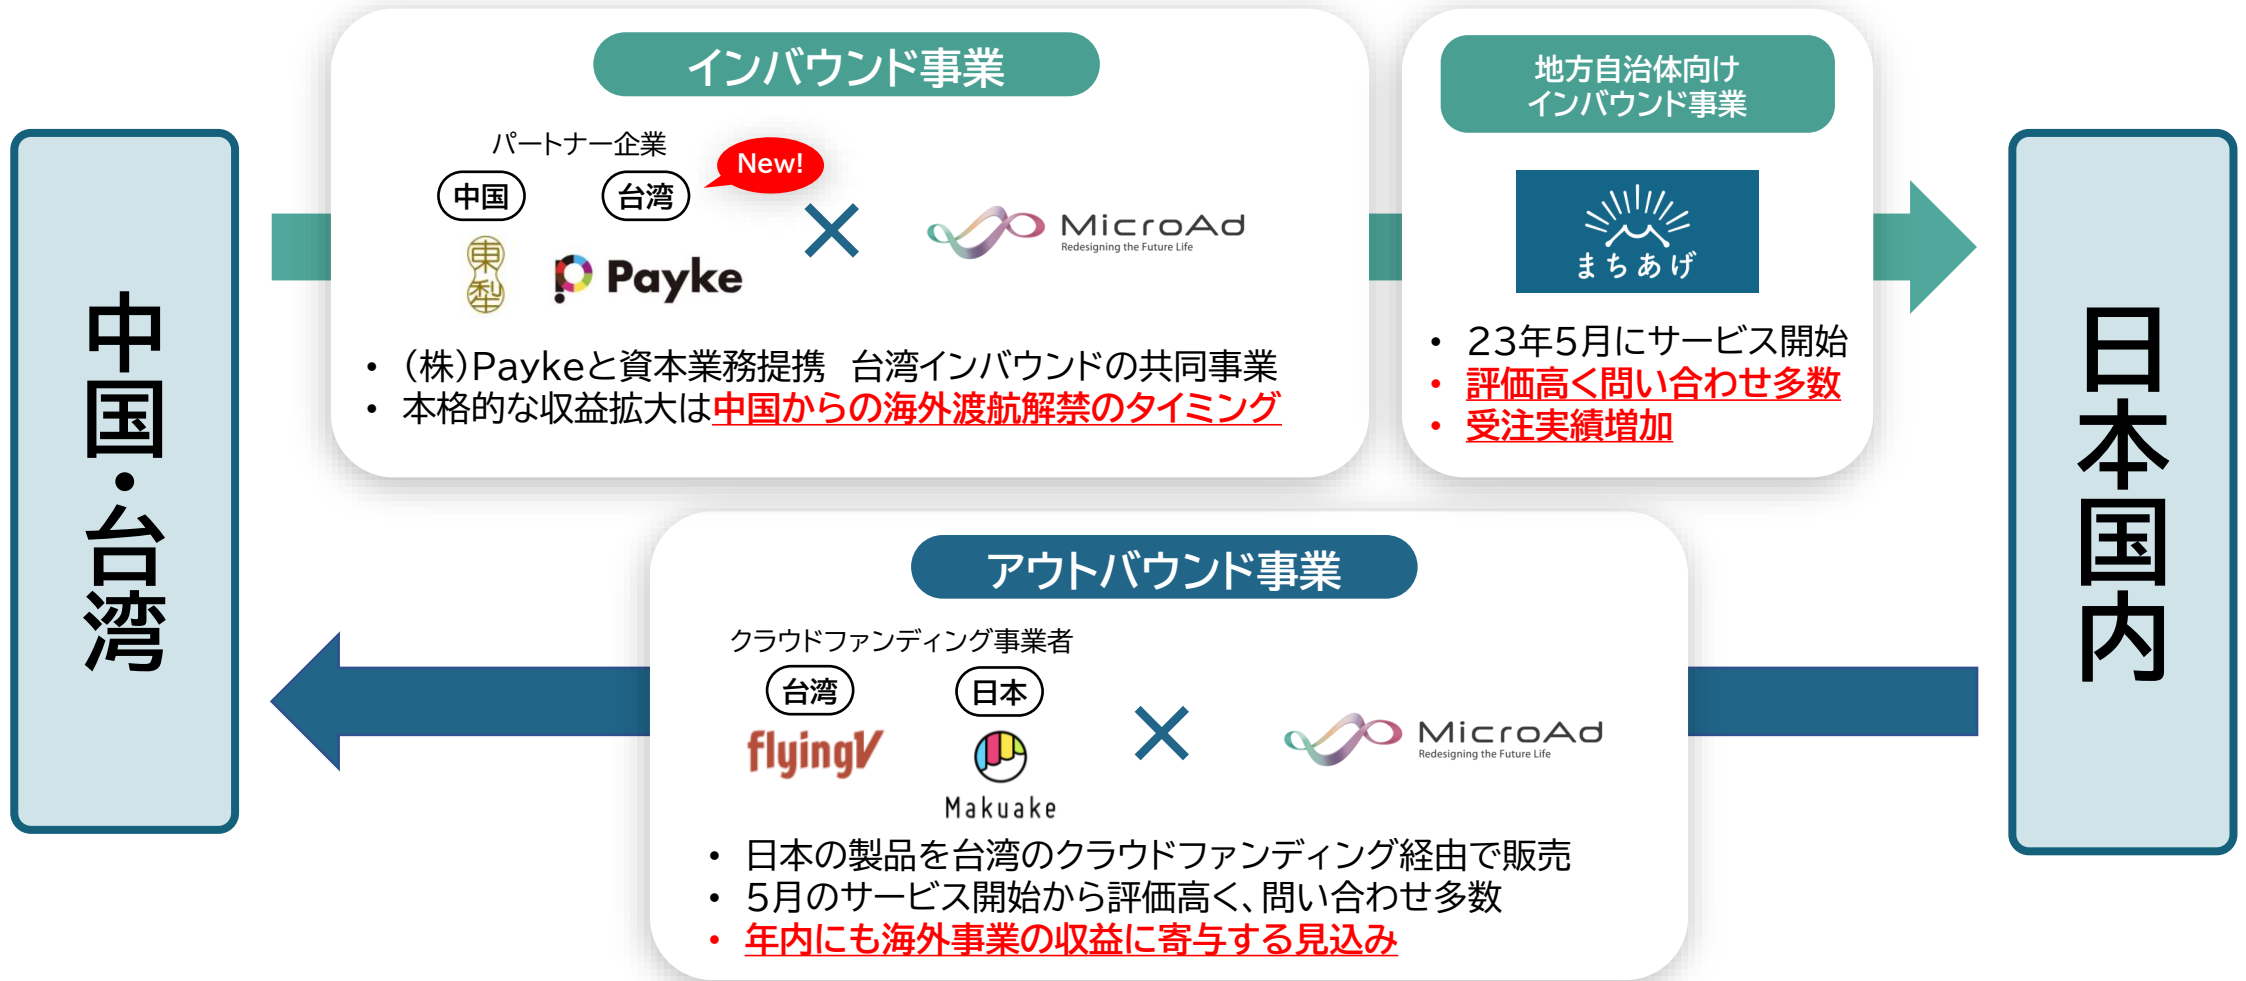 中国・台湾
インバウンド事業
パートナー企業
中国
台湾
New!
東犁
Payke
×
MicroAd
Redesigning the Future Life
・ (株)Paykeと資本業務提携　台湾インバウンドの共同事業
・ 本格的な収益拡大は中国からの海外渡航解禁のタイミング
地方自治体向け
インバウンド事業
まちあげ
・ 23年5月にサービス開始
・ 評価高く問い合わせ多数
・ 受注実績増加
日本国内
アウトバウンド事業
クラウドファンディング事業者
台湾
日本
flyingV
Makuake
×
MicroAd
Redesigning the Future Life
・ 日本の製品を台湾のクラウドファンディング経由で販売
・ 5月のサービス開始から評価高く、問い合わせ多数
・ 年内にも海外事業の収益に寄与する見込み